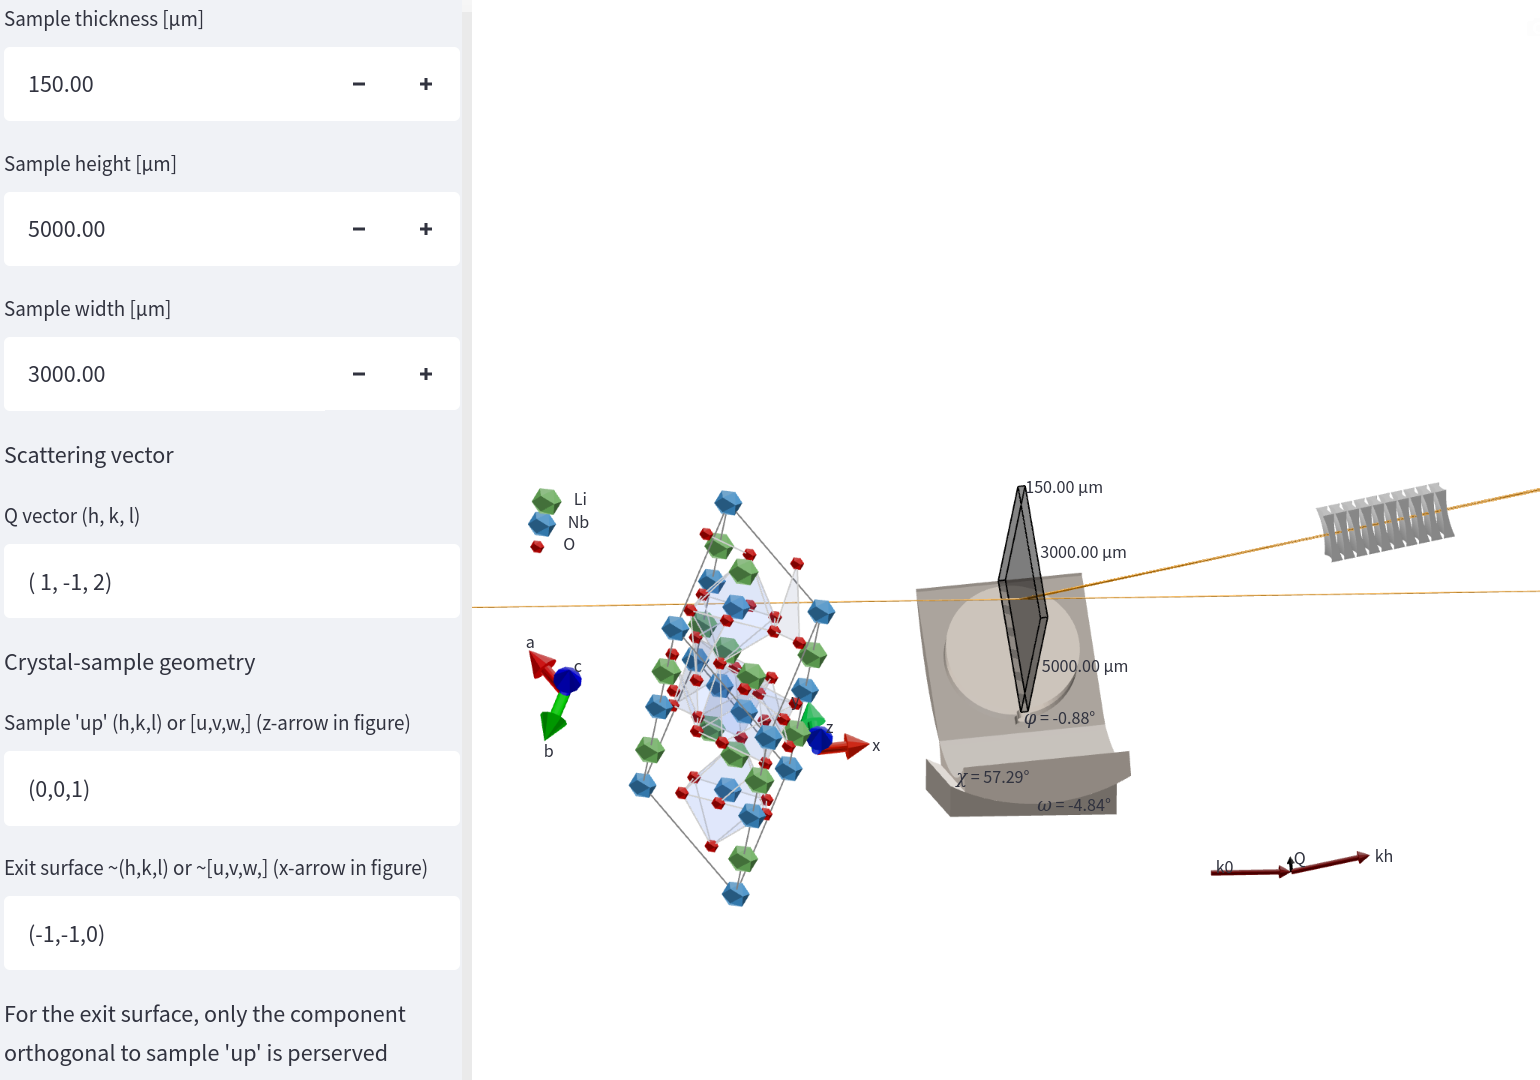 Sample thickness [µm]
150.00
Sample height [µm]
5000.00
Sample width [µm]
3000.00
Scattering vector
Q vector (h, k, l)
( 1, -1, 2)
Crystal-sample geometry
Sample 'up' (h,k,l) or [u,v,w,] (z-arrow in figure)
(0,0,1)
Exit surface ~(h,k,l) or ~[u,v,w,] (x-arrow in figure)
(-1,-1,0)
For the exit surface, only the component
orthogonal to sample 'up' is perserved
Li
Nb
O
a
c
b
z
x
150.00 µm
3000.00 µm
5000.00 µm
φ = -0.88°
χ = 57.29°
ω = -4.84°
k0
Q
kh